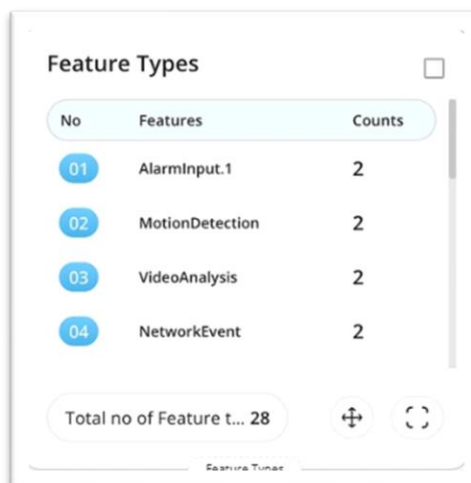 Feature Types
No Features Counts
01 AlarmInput.1 2
02 MotionDetection 2
03 VideoAnalysis 2
04 NetworkEvent 2
Total no of Feature t... 28
Feature Types